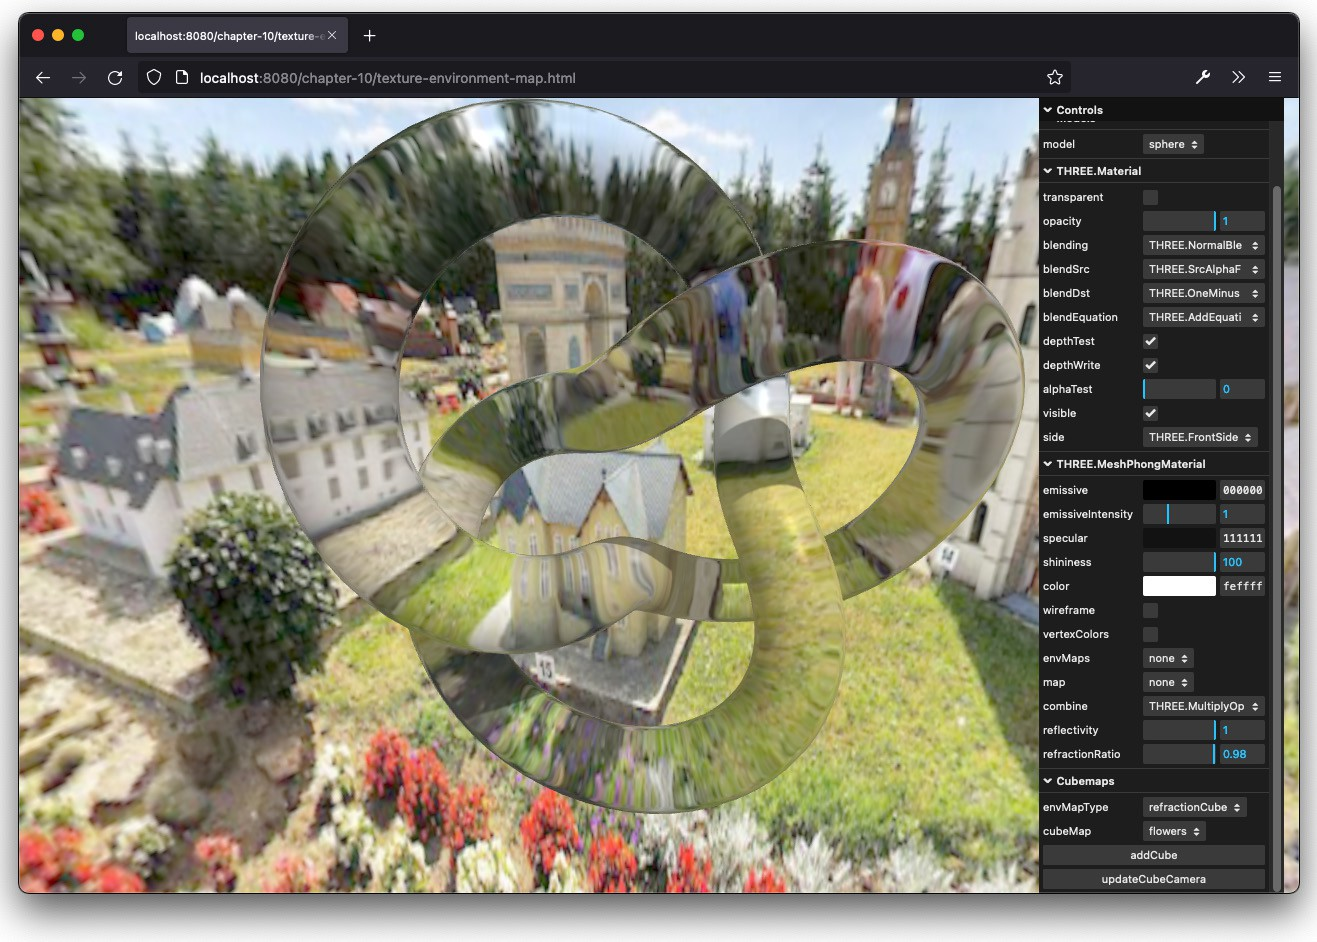 localhost:8080/chapter-10/texture-e
localhost:8080/chapter-10/texture-environment-map.html
Controls
model sphere
THREE.Material
transparent
opacity 1
blending THREE.NormalBle
blendSrc THREE.SrcAlphaF
blendDst THREE.OneMinus
blendEquation THREE.AddEquati
depthTest
depthWrite
alphaTest 0
visible
side THREE.FrontSide
THREE.MeshPhongMaterial
emissive 000000
emissiveIntensity 1
specular 111111
shininess 100
color feffff
wireframe
vertexColors
envMaps none
map none
combine THREE.MultiplyOp
reflectivity 1
refractionRatio 0.98
Cubemaps
envMapType refractionCube
cubeMap flowers
addCube
updateCubeCamera
14
15